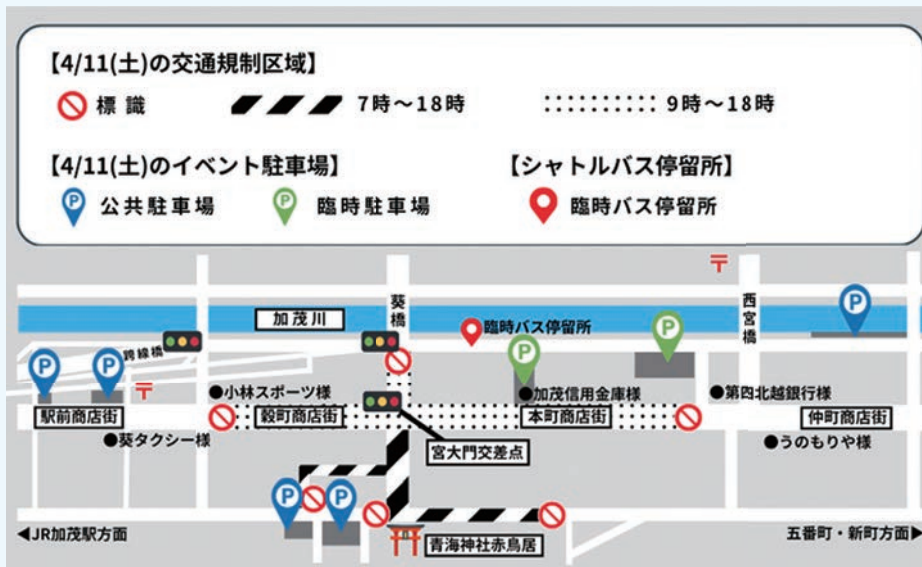 【4/11(土)の交通規制区域】
標識 7時～18時 9時～18時
【4/11(土)のイベント駐車場】 【シャトルバス停留所】
P 公共駐車場 P 臨時駐車場 臨時バス停留所
〒
葵橋
西宮橋
P
加茂川
臨時バス停留所
P
跨線橋
P
P
P
〒
●小林スポーツ様
●加茂信用金庫様
●第四北越銀行様
駅前商店街
穀町商店街
本町商店街
仲町商店街
●葵タクシー様
宮大門交差点
●うのもりや様
P
P
◀JR加茂駅方面
青海神社赤鳥居
五番町・新町方面▶